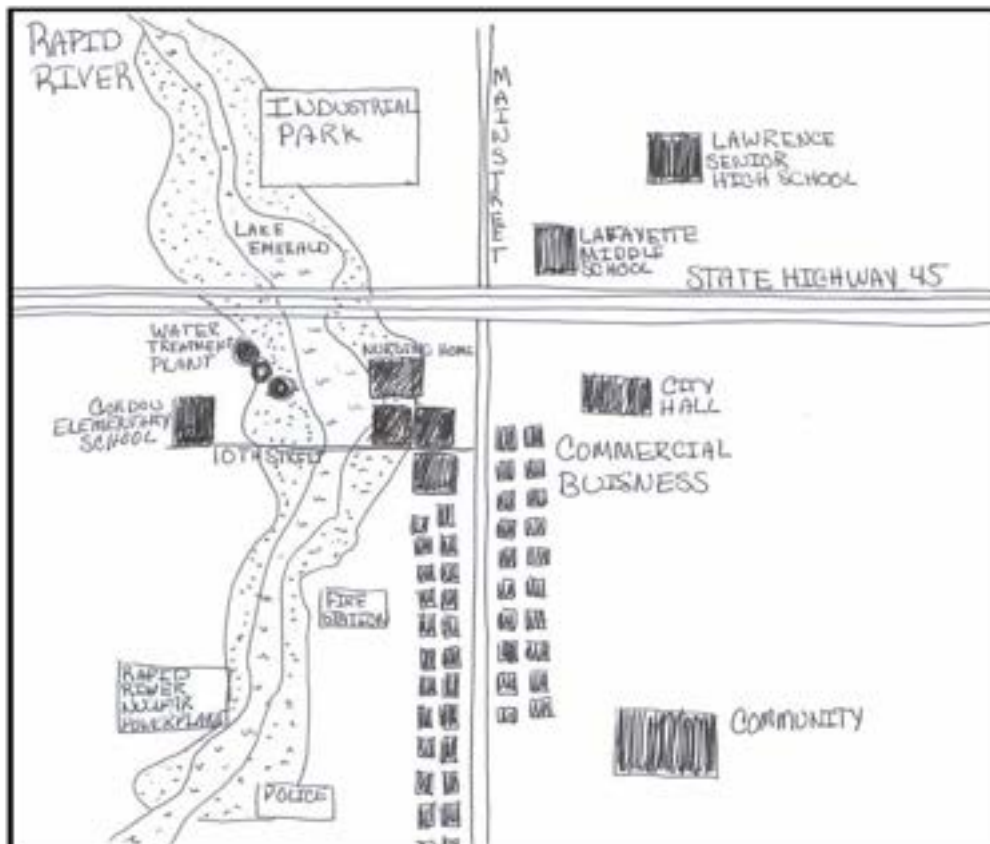 RAPID
RIVER
INDUSTRIAL
PARK
MAINSTREET
LAWRENCE
SENIOR
HIGH SCHOOL
LAKE
EMERALD
LAFAYETTE
MIDDLE
SCHOOL
STATE HIGHWAY 45
WATER
TREATMENT
PLANT
NURSING HOME
GORDON
ELEMENTARY
SCHOOL
CITY
HALL
10TH STREET
COMMERCIAL
BUISNESS
FIRE
STATION
RAPID
RIVER
POWERPLANT
COMMUNITY
POLICE